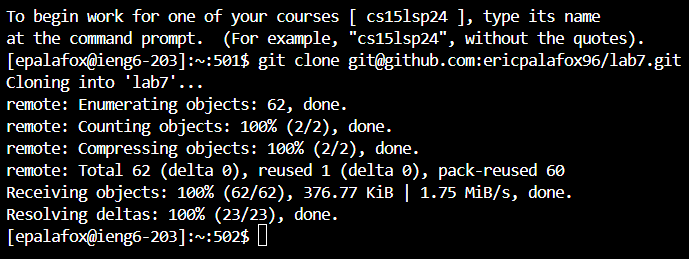 To begin work for one of your courses [ cs15lsp24 ], type its name
at the command prompt.  (For example, "cs15lsp24", without the quotes).
[epalafox@ieng6-203]:~:501$ git clone git@github.com:ericpalafox96/lab7.git
Cloning into 'lab7'...
remote: Enumerating objects: 62, done.
remote: Counting objects: 100% (2/2), done.
remote: Compressing objects: 100% (2/2), done.
remote: Total 62 (delta 0), reused 1 (delta 0), pack-reused 60
Receiving objects: 100% (62/62), 376.77 KiB | 1.75 MiB/s, done.
Resolving deltas: 100% (23/23), done.
[epalafox@ieng6-203]:~:502$